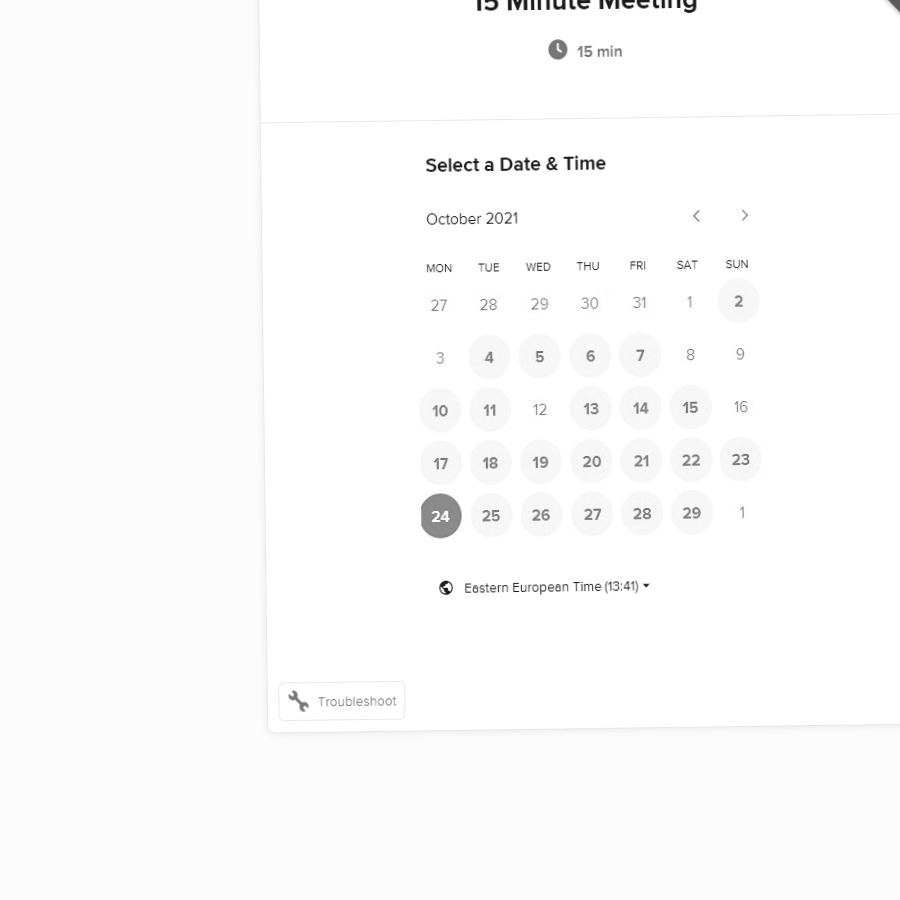 15 Minute Meeting
15 min
Select a Date & Time
October 2021
MON TUE WED THU FRI SAT SUN
27 28 29 30 31 1 2
3 4 5 6 7 8 9
10 11 12 13 14 15 16
17 18 19 20 21 22 23
24 25 26 27 28 29 1
Eastern European Time (13:41)
Troubleshoot